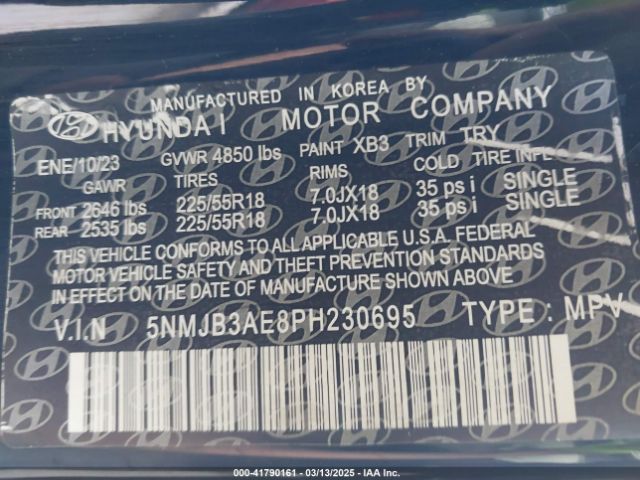 MANUFACTURED IN KOREA BY
HYUNDAI MOTOR COMPANY
ENE/10/23 GVWR 4850 lbs PAINT XB3 TRIM TRY
GAWR TIRES RIMS COLD TIRE INFL
FRONT 2646 lbs 225/55R18 7.0JX18 35 psi SINGLE
REAR 2535 lbs 225/55R18 7.0JX18 35 psi SINGLE
THIS VEHICLE CONFORMS TO ALL APPLICABLE U.S.A. FEDERAL
MOTOR VEHICLE SAFETY AND THEFT PREVENTION STANDARDS
IN EFFECT ON THE DATE OF MANUFACTURE SHOWN ABOVE
V.I.N 5NMJB3AE8PH230695 TYPE : MPV
000-41790161 - 03/13/2025 - IAA Inc.